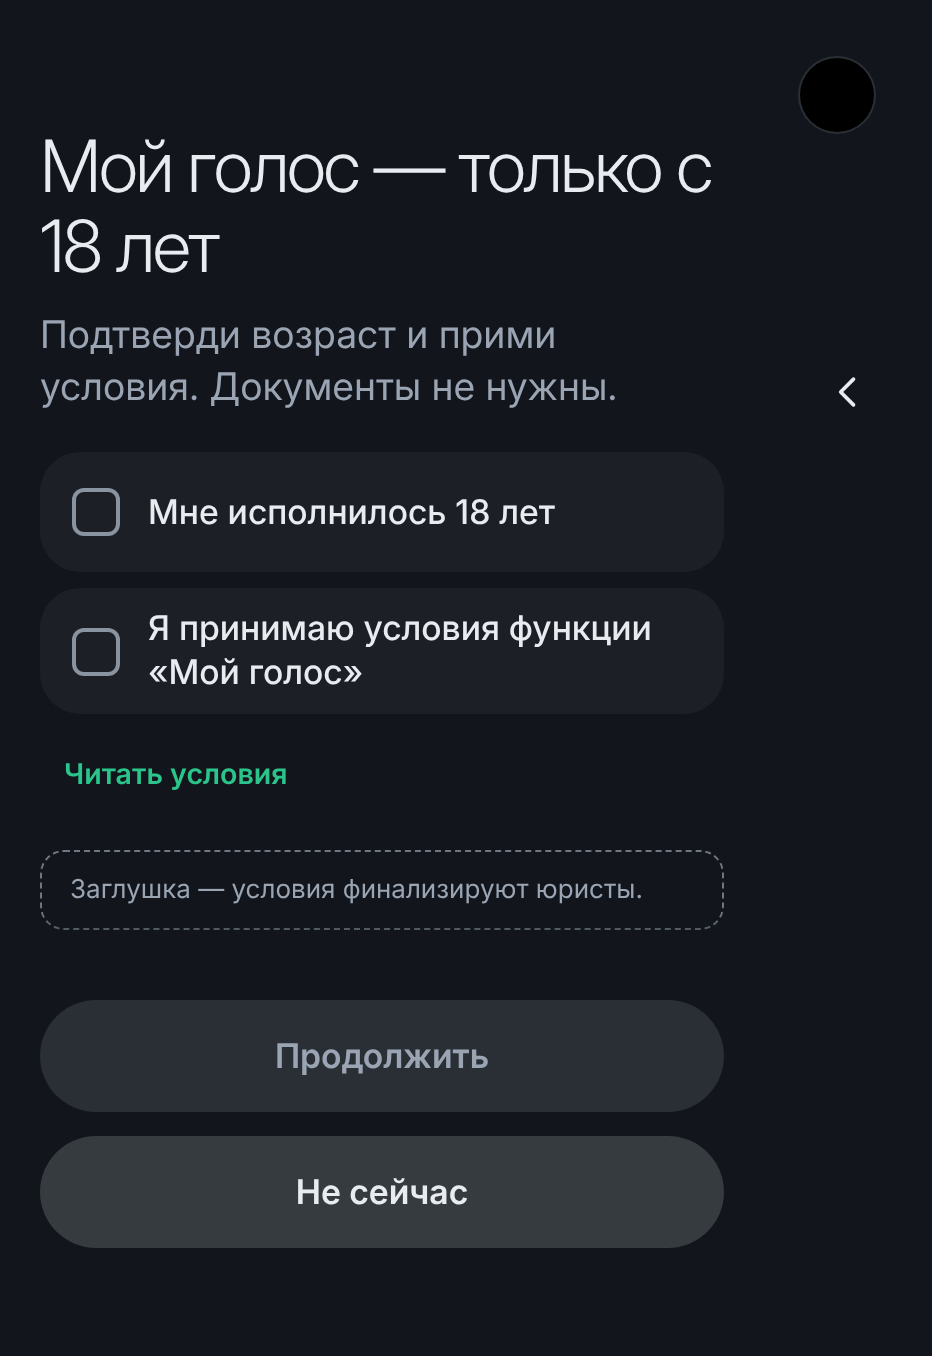 Мой голос — только с
18 лет
Подтверди возраст и прими
условия. Документы не нужны.
Мне исполнилось 18 лет
Я принимаю условия функции
«Мой голос»
Читать условия
Заглушка — условия финализируют юристы.
Продолжить
Не сейчас